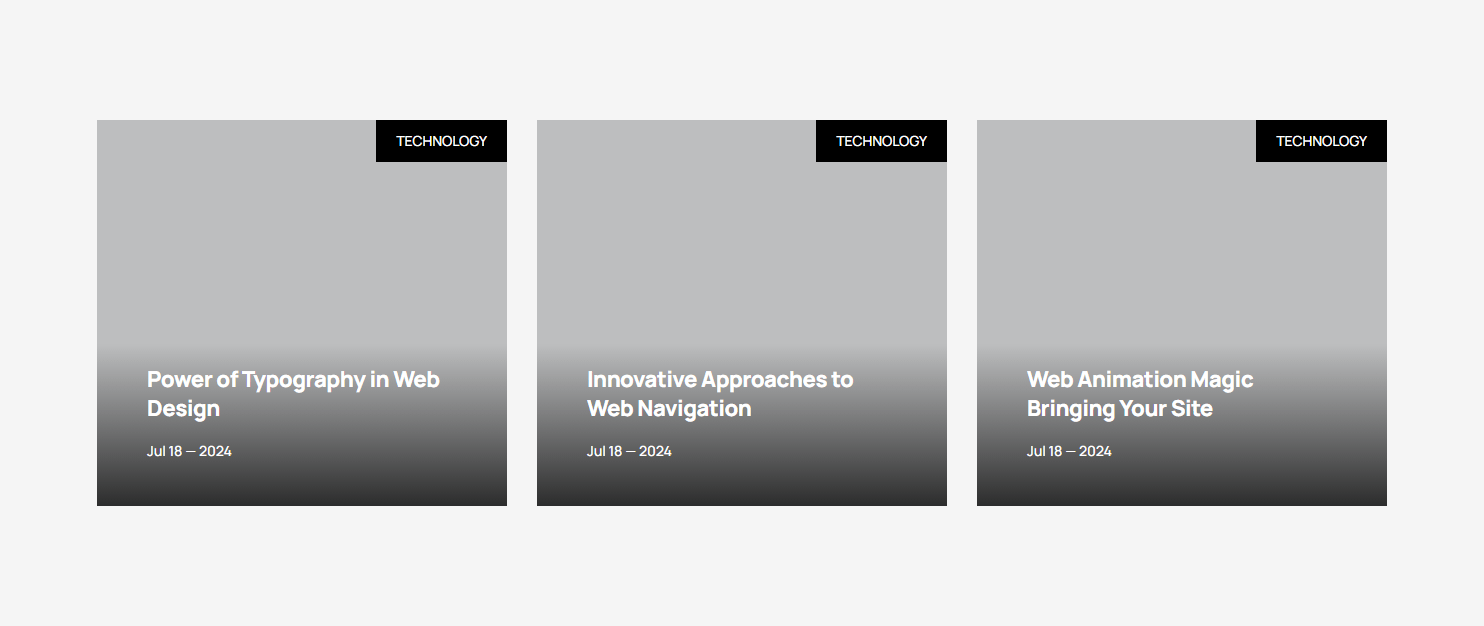 TECHNOLOGY
Power of Typography in Web
Design
Jul 18 — 2024
TECHNOLOGY
Innovative Approaches to
Web Navigation
Jul 18 — 2024
TECHNOLOGY
Web Animation Magic
Bringing Your Site
Jul 18 — 2024